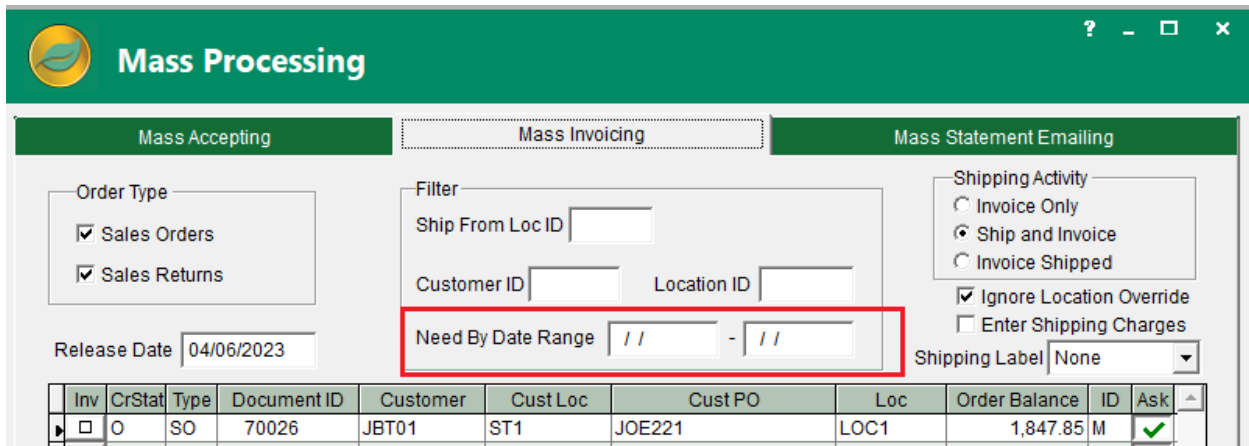 ? 
Mass Processing
Mass Accepting Mass Invoicing Mass Statement Emailing
Order Type Filter Shipping Activity
Ship From Loc ID Invoice Only
Sales Orders Ship and Invoice
Sales Returns Invoice Shipped
Customer ID Location ID Ignore Location Override
Need By Date Range / / - / / Enter Shipping Charges
Release Date 04/06/2023 Shipping Label None
Inv CrStat Type Document ID Customer Cust Loc Cust PO Loc Order Balance ID Ask
O SO 70026 JBT01 ST1 JOE221 LOC1 1,847.85 M